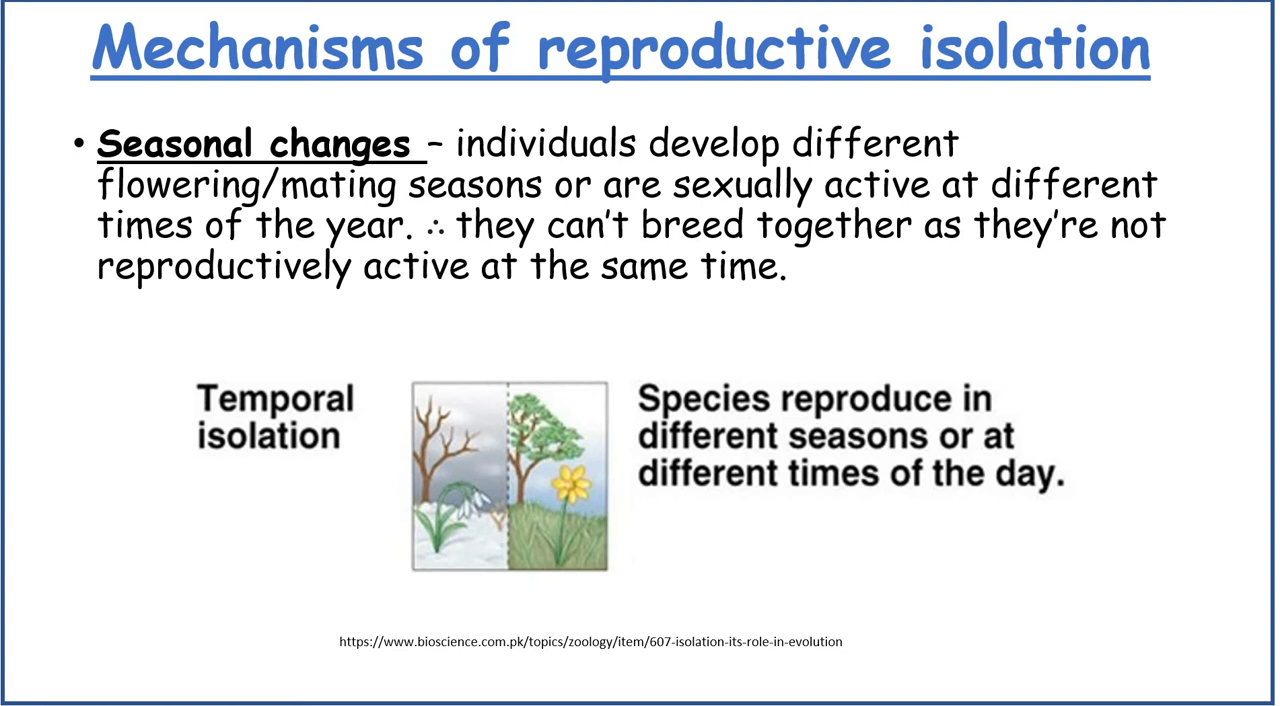 Mechanisms of reproductive isolation
• Seasonal changes – individuals develop different
flowering/mating seasons or are sexually active at different
times of the year. ∴ they can’t breed together as they’re not
reproductively active at the same time.
Temporal
isolation
Species reproduce in
different seasons or at
different times of the day.
https://www.bioscience.com.pk/topics/zoology/item/607-isolation-its-role-in-evolution